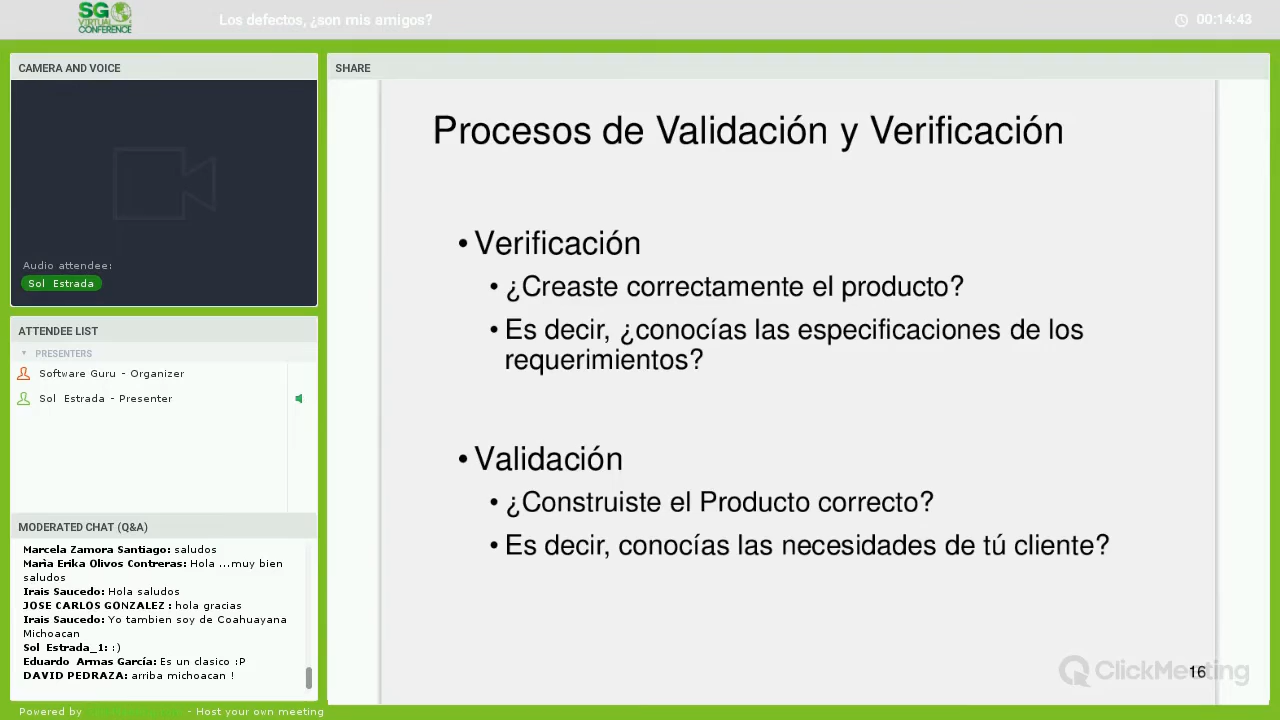 SG
VIRTUAL
CONFERENCE
Los defectos, ¿son mis amigos?
00:14:43
CAMERA AND VOICE
Audio attendee:
Sol Estrada
ATTENDEE LIST
PRESENTERS
Software Guru - Organizer
Sol Estrada - Presenter
MODERATED CHAT (Q&A)
Marcela Zamora Santiago: saludos
Marìa Erika Olivos Contreras: Hola ...muy bien
saludos
Irais Saucedo: Hola saludos
JOSE CARLOS GONZALEZ : hola gracias
Irais Saucedo: Yo tambien soy de Coahuayana
Michoacan
Sol Estrada_1: :)
Eduardo Armas García: Es un clasico :P
DAVID PEDRAZA: arriba michoacan !
Powered by - Host your own meeting
SHARE
Procesos de Validación y Verificación
• Verificación
• ¿Creaste correctamente el producto?
• Es decir, ¿conocías las especificaciones de los
requerimientos?
• Validación
• ¿Construiste el Producto correcto?
• Es decir, conocías las necesidades de tú cliente?
ClickMeeting
16